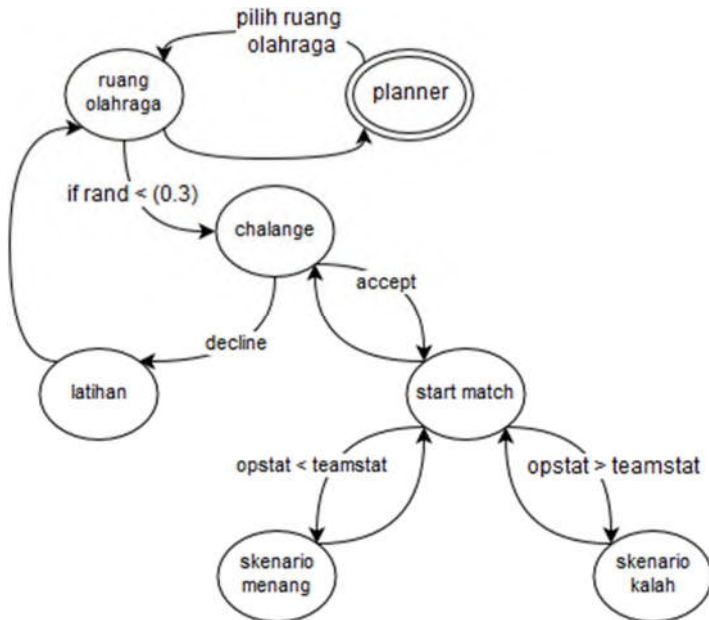 pilih ruang
olahraga
ruang
olahraga
planner
if rand < (0.3)
chalange
accept
decline
latihan
start match
opstat < teamstat
opstat > teamstat
skenario
menang
skenario
kalah